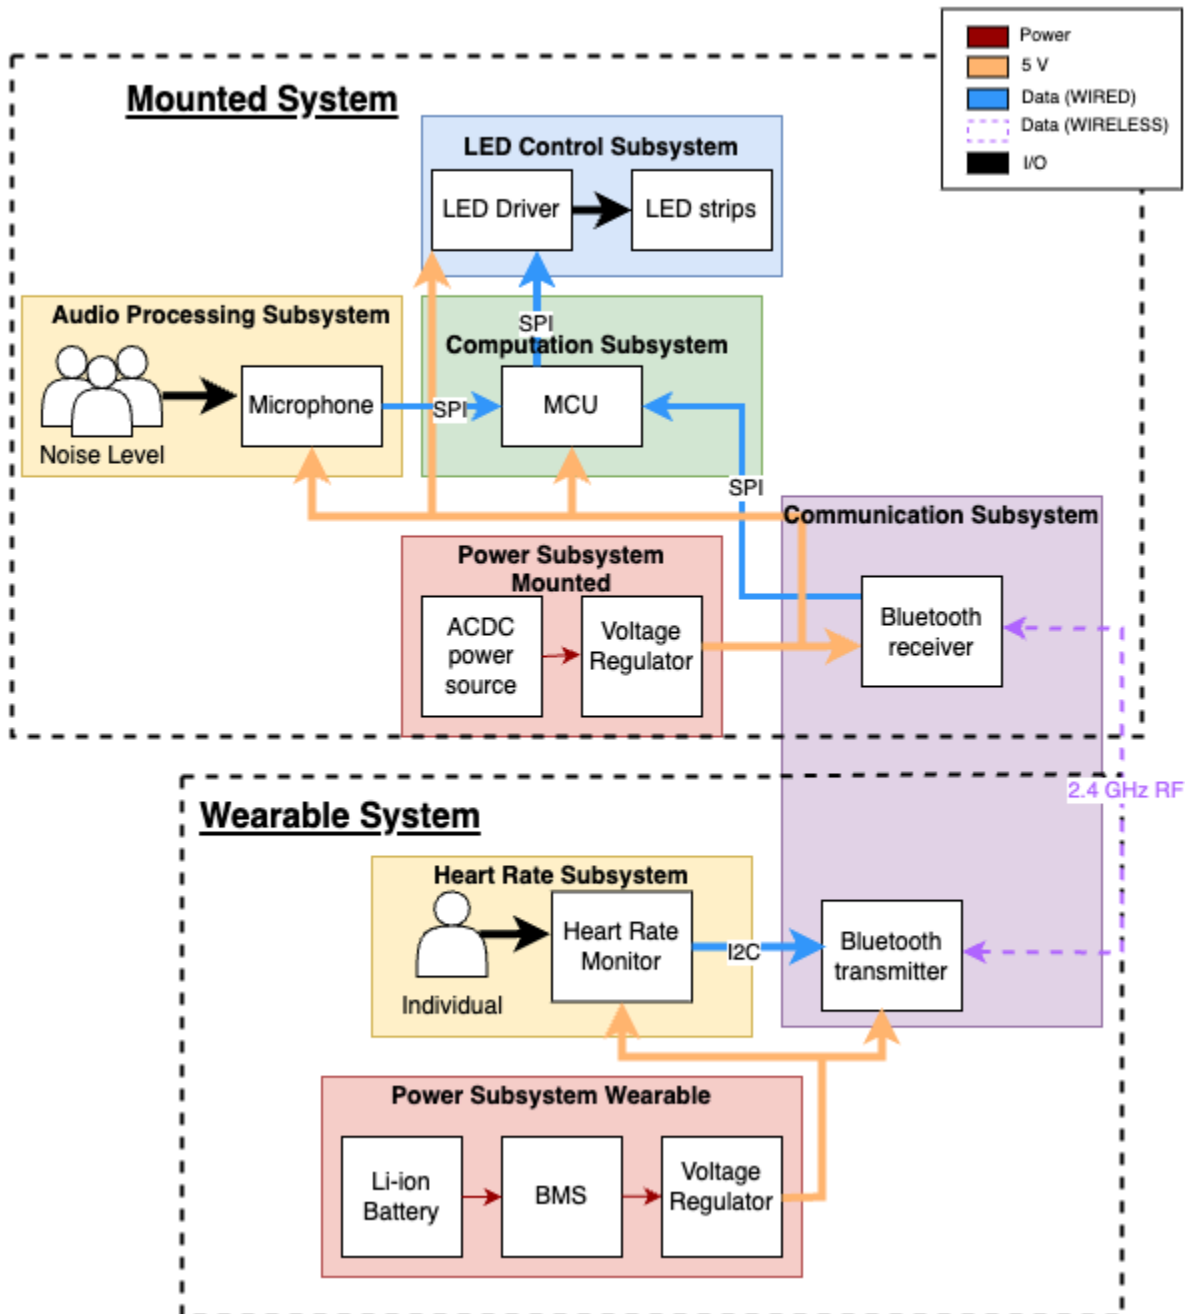 Power
5 V
Data (WIRED)
Data (WIRELESS)
I/O
Mounted System
LED Control Subsystem
LED Driver
LED strips
SPI
Audio Processing Subsystem
Noise Level
Microphone
SPI
Computation Subsystem
MCU
SPI
Communication Subsystem
Bluetooth
receiver
Power Subsystem
Mounted
ACDC
power
source
Voltage
Regulator
2.4 GHz RF
Wearable System
Heart Rate Subsystem
Individual
Heart Rate
Monitor
I2C
Bluetooth
transmitter
Power Subsystem Wearable
Li-ion
Battery
BMS
Voltage
Regulator